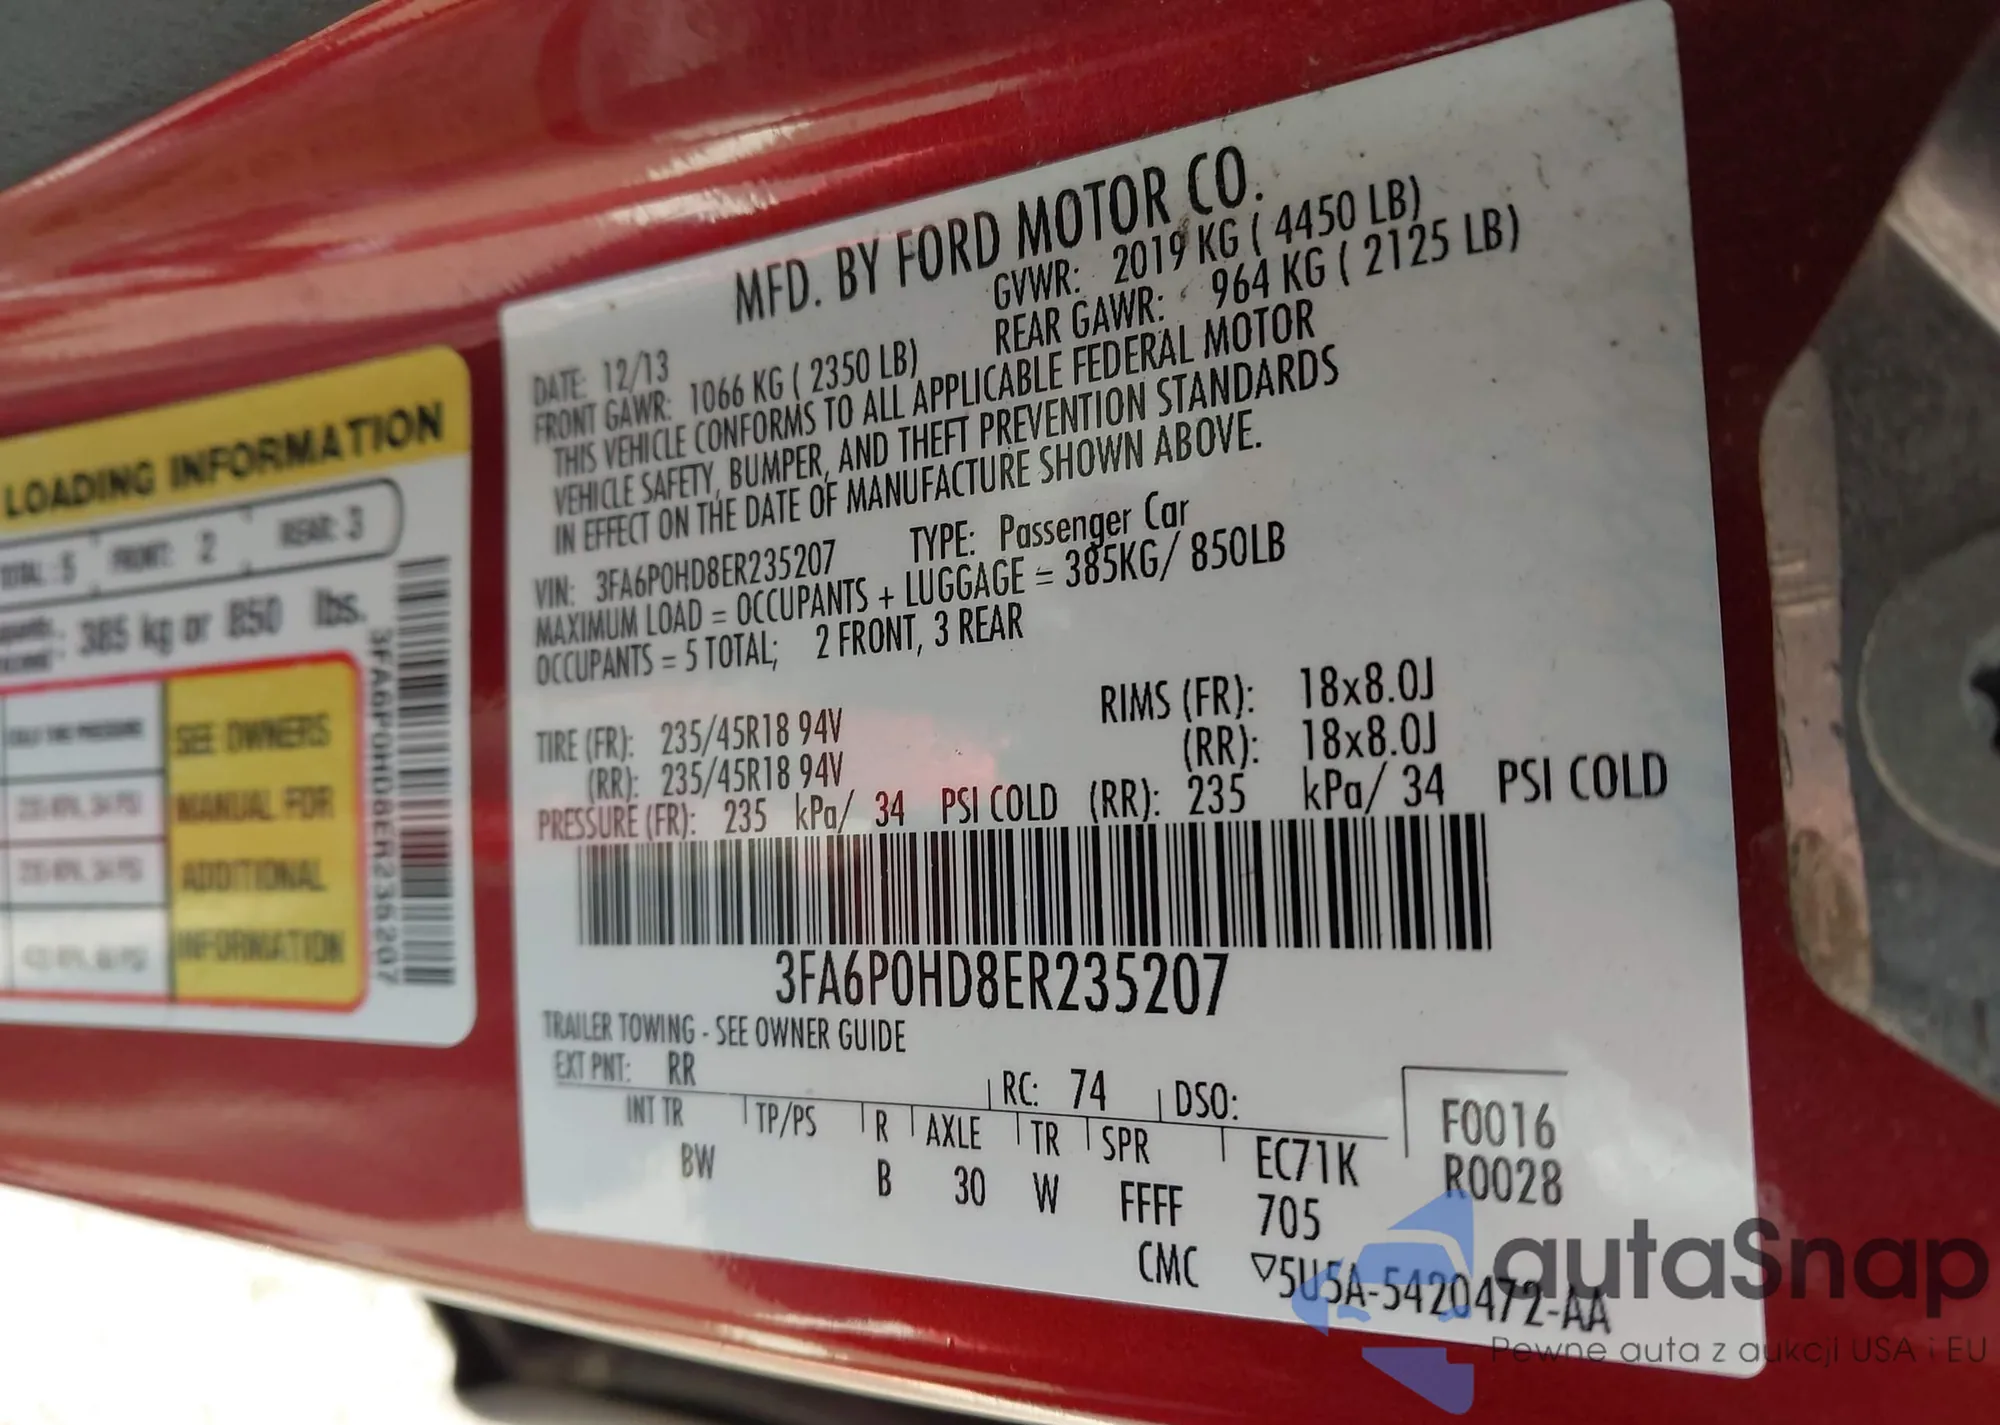 MFD. BY FORD MOTOR CO.
DATE: 12/13 GVWR: 2019 KG ( 4450 LB)
FRONT GAWR: 1066 KG ( 2350 LB) REAR GAWR: 964 KG ( 2125 LB)
THIS VEHICLE CONFORMS TO ALL APPLICABLE FEDERAL MOTOR
VEHICLE SAFETY, BUMPER, AND THEFT PREVENTION STANDARDS
IN EFFECT ON THE DATE OF MANUFACTURE SHOWN ABOVE.
VIN: 3FA6P0HD8ER235207 TYPE: Passenger Car
MAXIMUM LOAD = OCCUPANTS + LUGGAGE = 385KG/ 850LB
OCCUPANTS = 5 TOTAL; 2 FRONT, 3 REAR
TIRE (FR): 235/45R18 94V RIMS (FR): 18x8.0J
(RR): 235/45R18 94V (RR): 18x8.0J
PRESSURE (FR): 235 kPa/ 34 PSI COLD (RR): 235 kPa/ 34 PSI COLD
3FA6P0HD8ER235207
TRAILER TOWING - SEE OWNER GUIDE
EXT PNT: RR RC: 74 DSO:
INT TR TP/PS R AXLE TR SPR EC71K F0016
BW B 30 W FFFF 705 R0028
CMC ▽5U5A-5420472-AA
LOADING INFORMATION
TOTAL : 5 FRONT: 2 REAR: 3
385 kg or 850 lbs.
SEE OWNERS
MANUAL FOR
ADDITIONAL
INFORMATION
3FA6P0HD8ER235207
autaSnap
Pewne auta z aukcji USA i EU